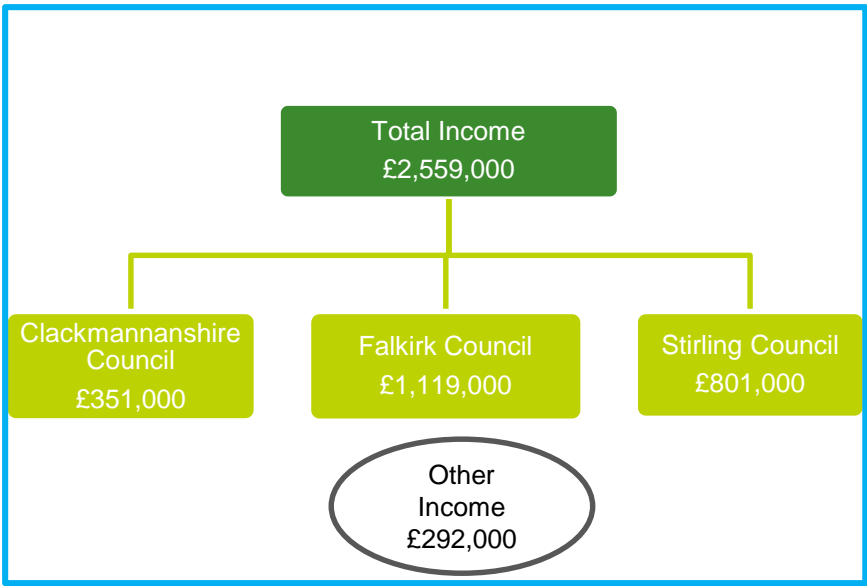 Total Income
£2,559,000
Clackmannanshire
Council
£351,000
Falkirk Council
£1,119,000
Stirling Council
£801,000
Other
Income
£292,000